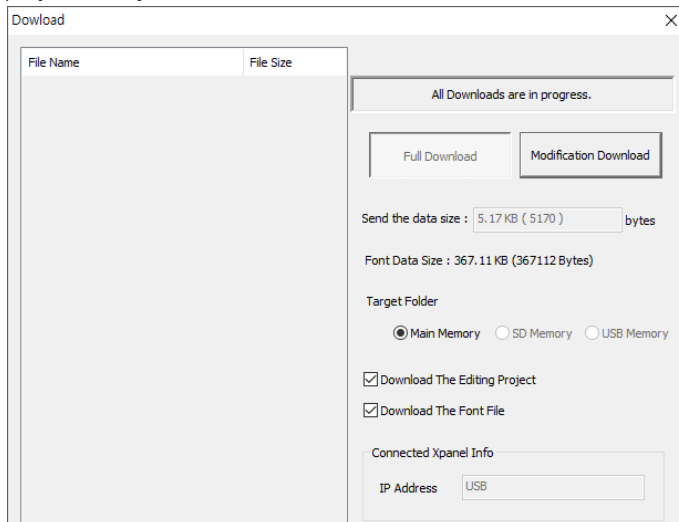 Dowload
File Name File Size
All Downloads are in progress.
Full Download Modification Download
Send the data size : 5.17 KB ( 5170 ) bytes
Font Data Size : 367.11 KB (367112 Bytes)
Target Folder
Main Memory SD Memory USB Memory
Download The Editing Project
Download The Font File
Connected Xpanel Info
IP Address USB